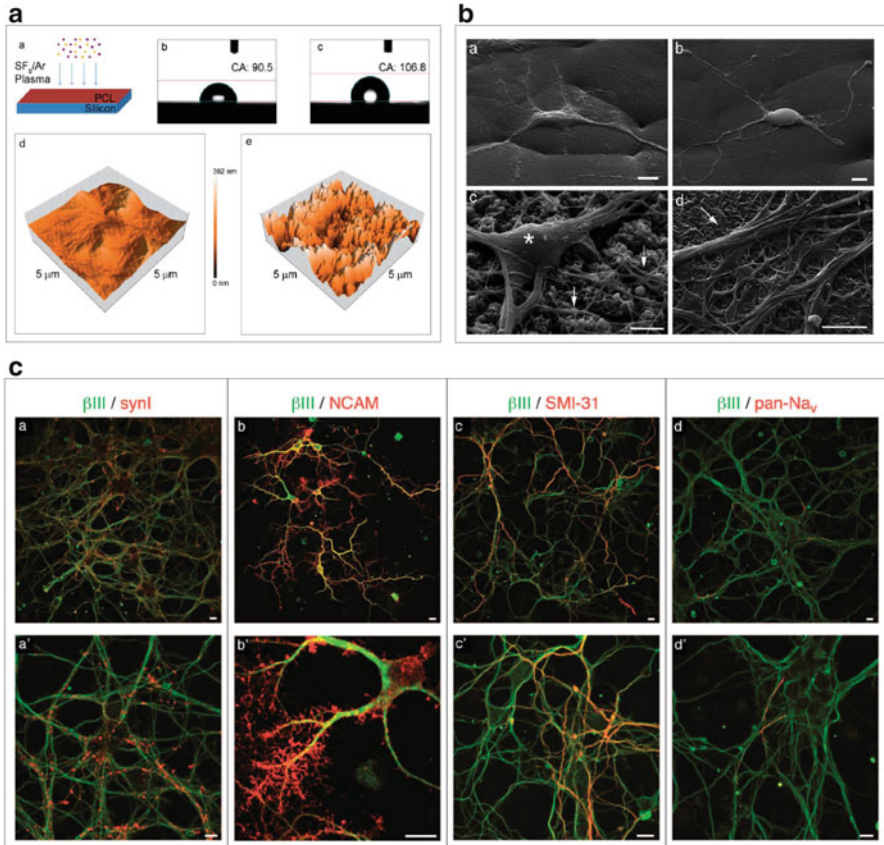 a
a
SF6/Ar
Plasma
PCL
Silicon
b
CA: 90.5
c
CA: 106.8
d
5 μm
5 μm
392 nm
0 nm
e
5 μm
5 μm
b
a
b
c
*
d
c
βIII / synI
βIII / NCAM
βIII / SMI-31
βIII / pan-Nav
a
b
c
d
a'
b'
c'
d'